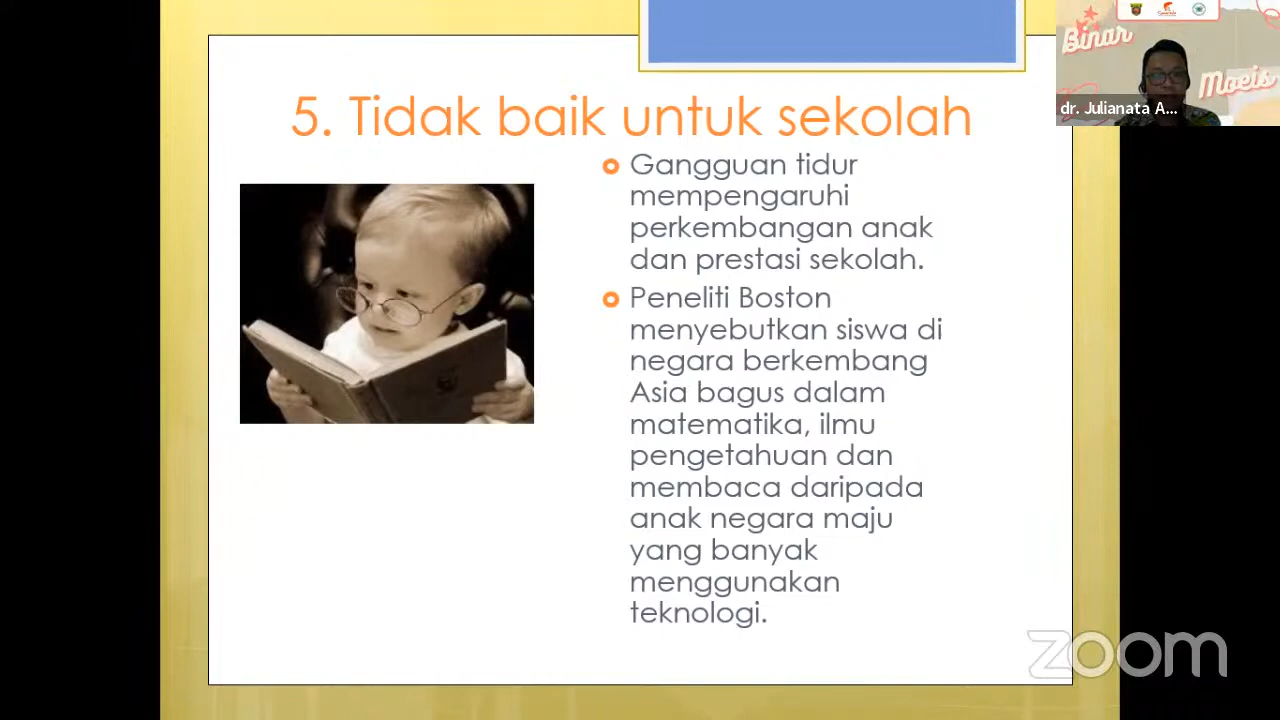 5. Tidak baik untuk sekolah
Gangguan tidur
mempengaruhi
perkembangan anak
dan prestasi sekolah.
Peneliti Boston
menyebutkan siswa di
negara berkembang
Asia bagus dalam
matematika, ilmu
pengetahuan dan
membaca daripada
anak negara maju
yang banyak
menggunakan
teknologi.
Binar
Moeis
dr. Julianata A...
zoom